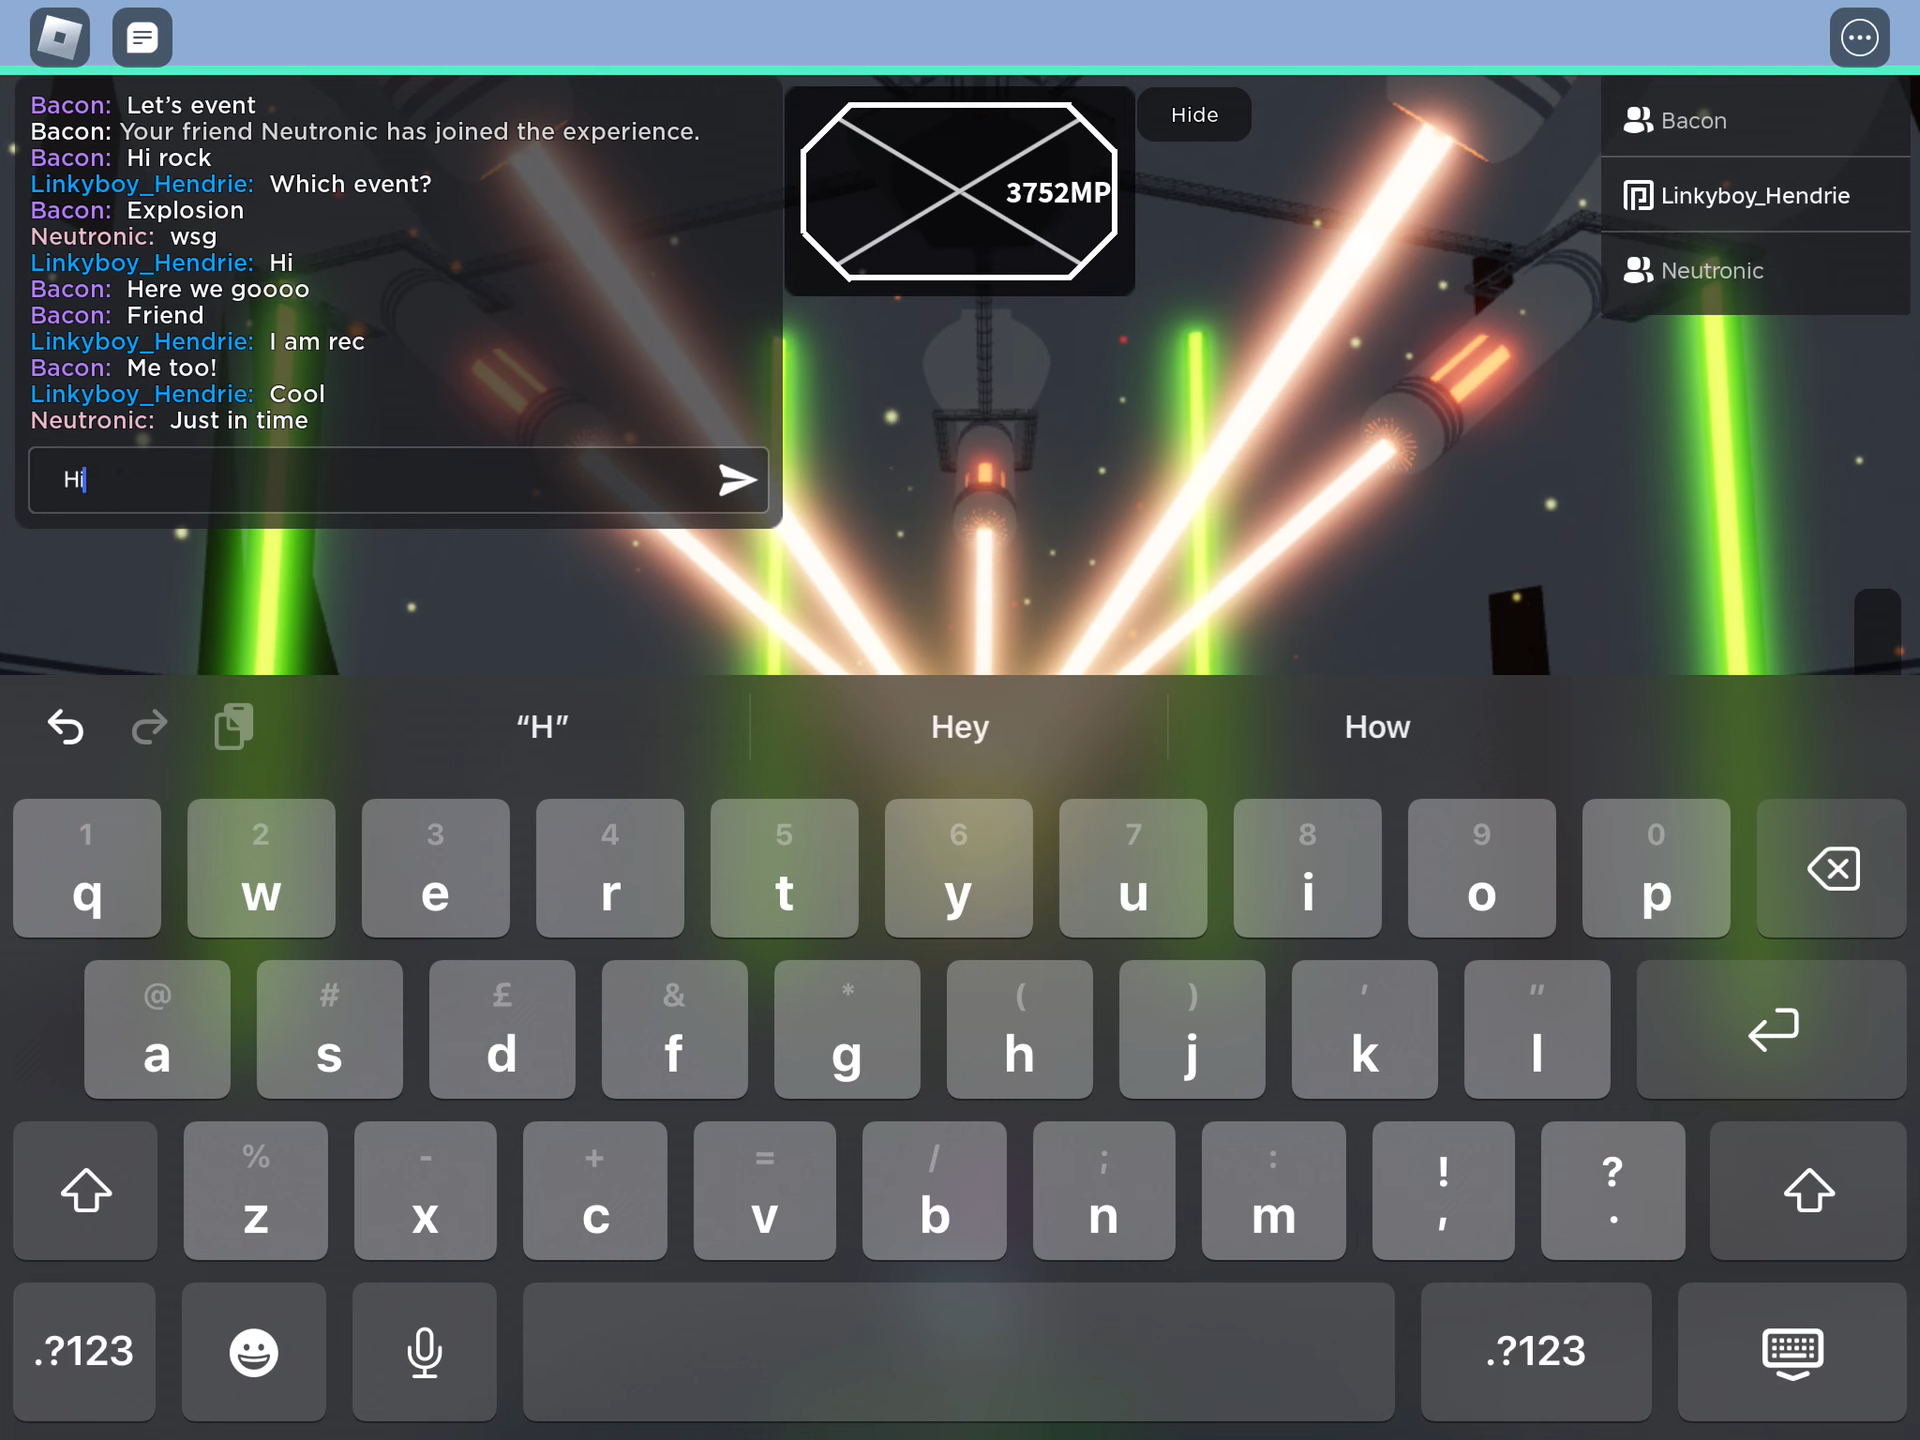 Bacon: Let's event
Bacon: Your friend Neutronic has joined the experience.
Bacon: Hi rock
Linkyboy_Hendrie: Which event?
Bacon: Explosion
Neutronic: wsg
Linkyboy_Hendrie: Hi
Bacon: Here we goooo
Bacon: Friend
Linkyboy_Hendrie: I am rec
Bacon: Me too!
Linkyboy_Hendrie: Cool
Neutronic: Just in time
Hi
3752MP
Hide
Bacon
Linkyboy_Hendrie
Neutronic
“H” Hey How
1 2 3 4 5 6 7 8 9 0
q w e r t y u i o p
@ # £ & * ( ) ' "
a s d f g h j k l
% - + = / ; : ! ?
z x c v b n m , .
.?123 .?123